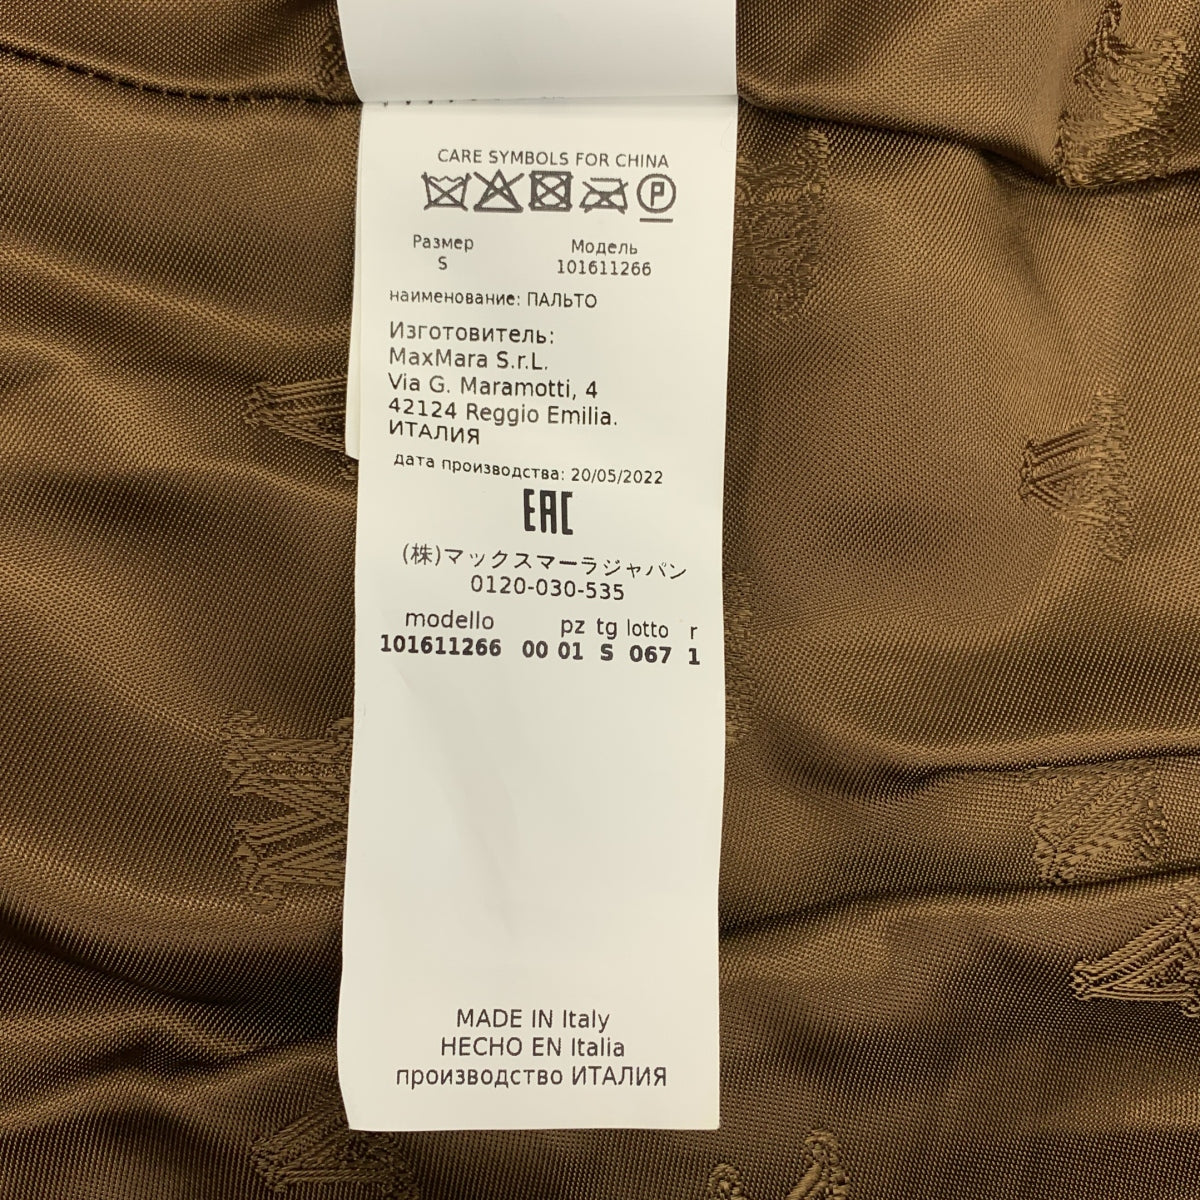 CARE SYMBOLS FOR CHINA
P
Размер Модель
S 101611266
наименование: ПАЛЬТО
Изготовитель:
MaxMara S.r.L.
Via G. Maramotti, 4
42124 Reggio Emilia.
ИТАЛИЯ
дата производства: 20/05/2022
EAC
(株)マックスマーラジャパン
0120-030-535
modello pz tg lotto r
101611266 00 01 S 067 1
MADE IN Italy
HECHO EN Italia
производство ИТАЛИЯ